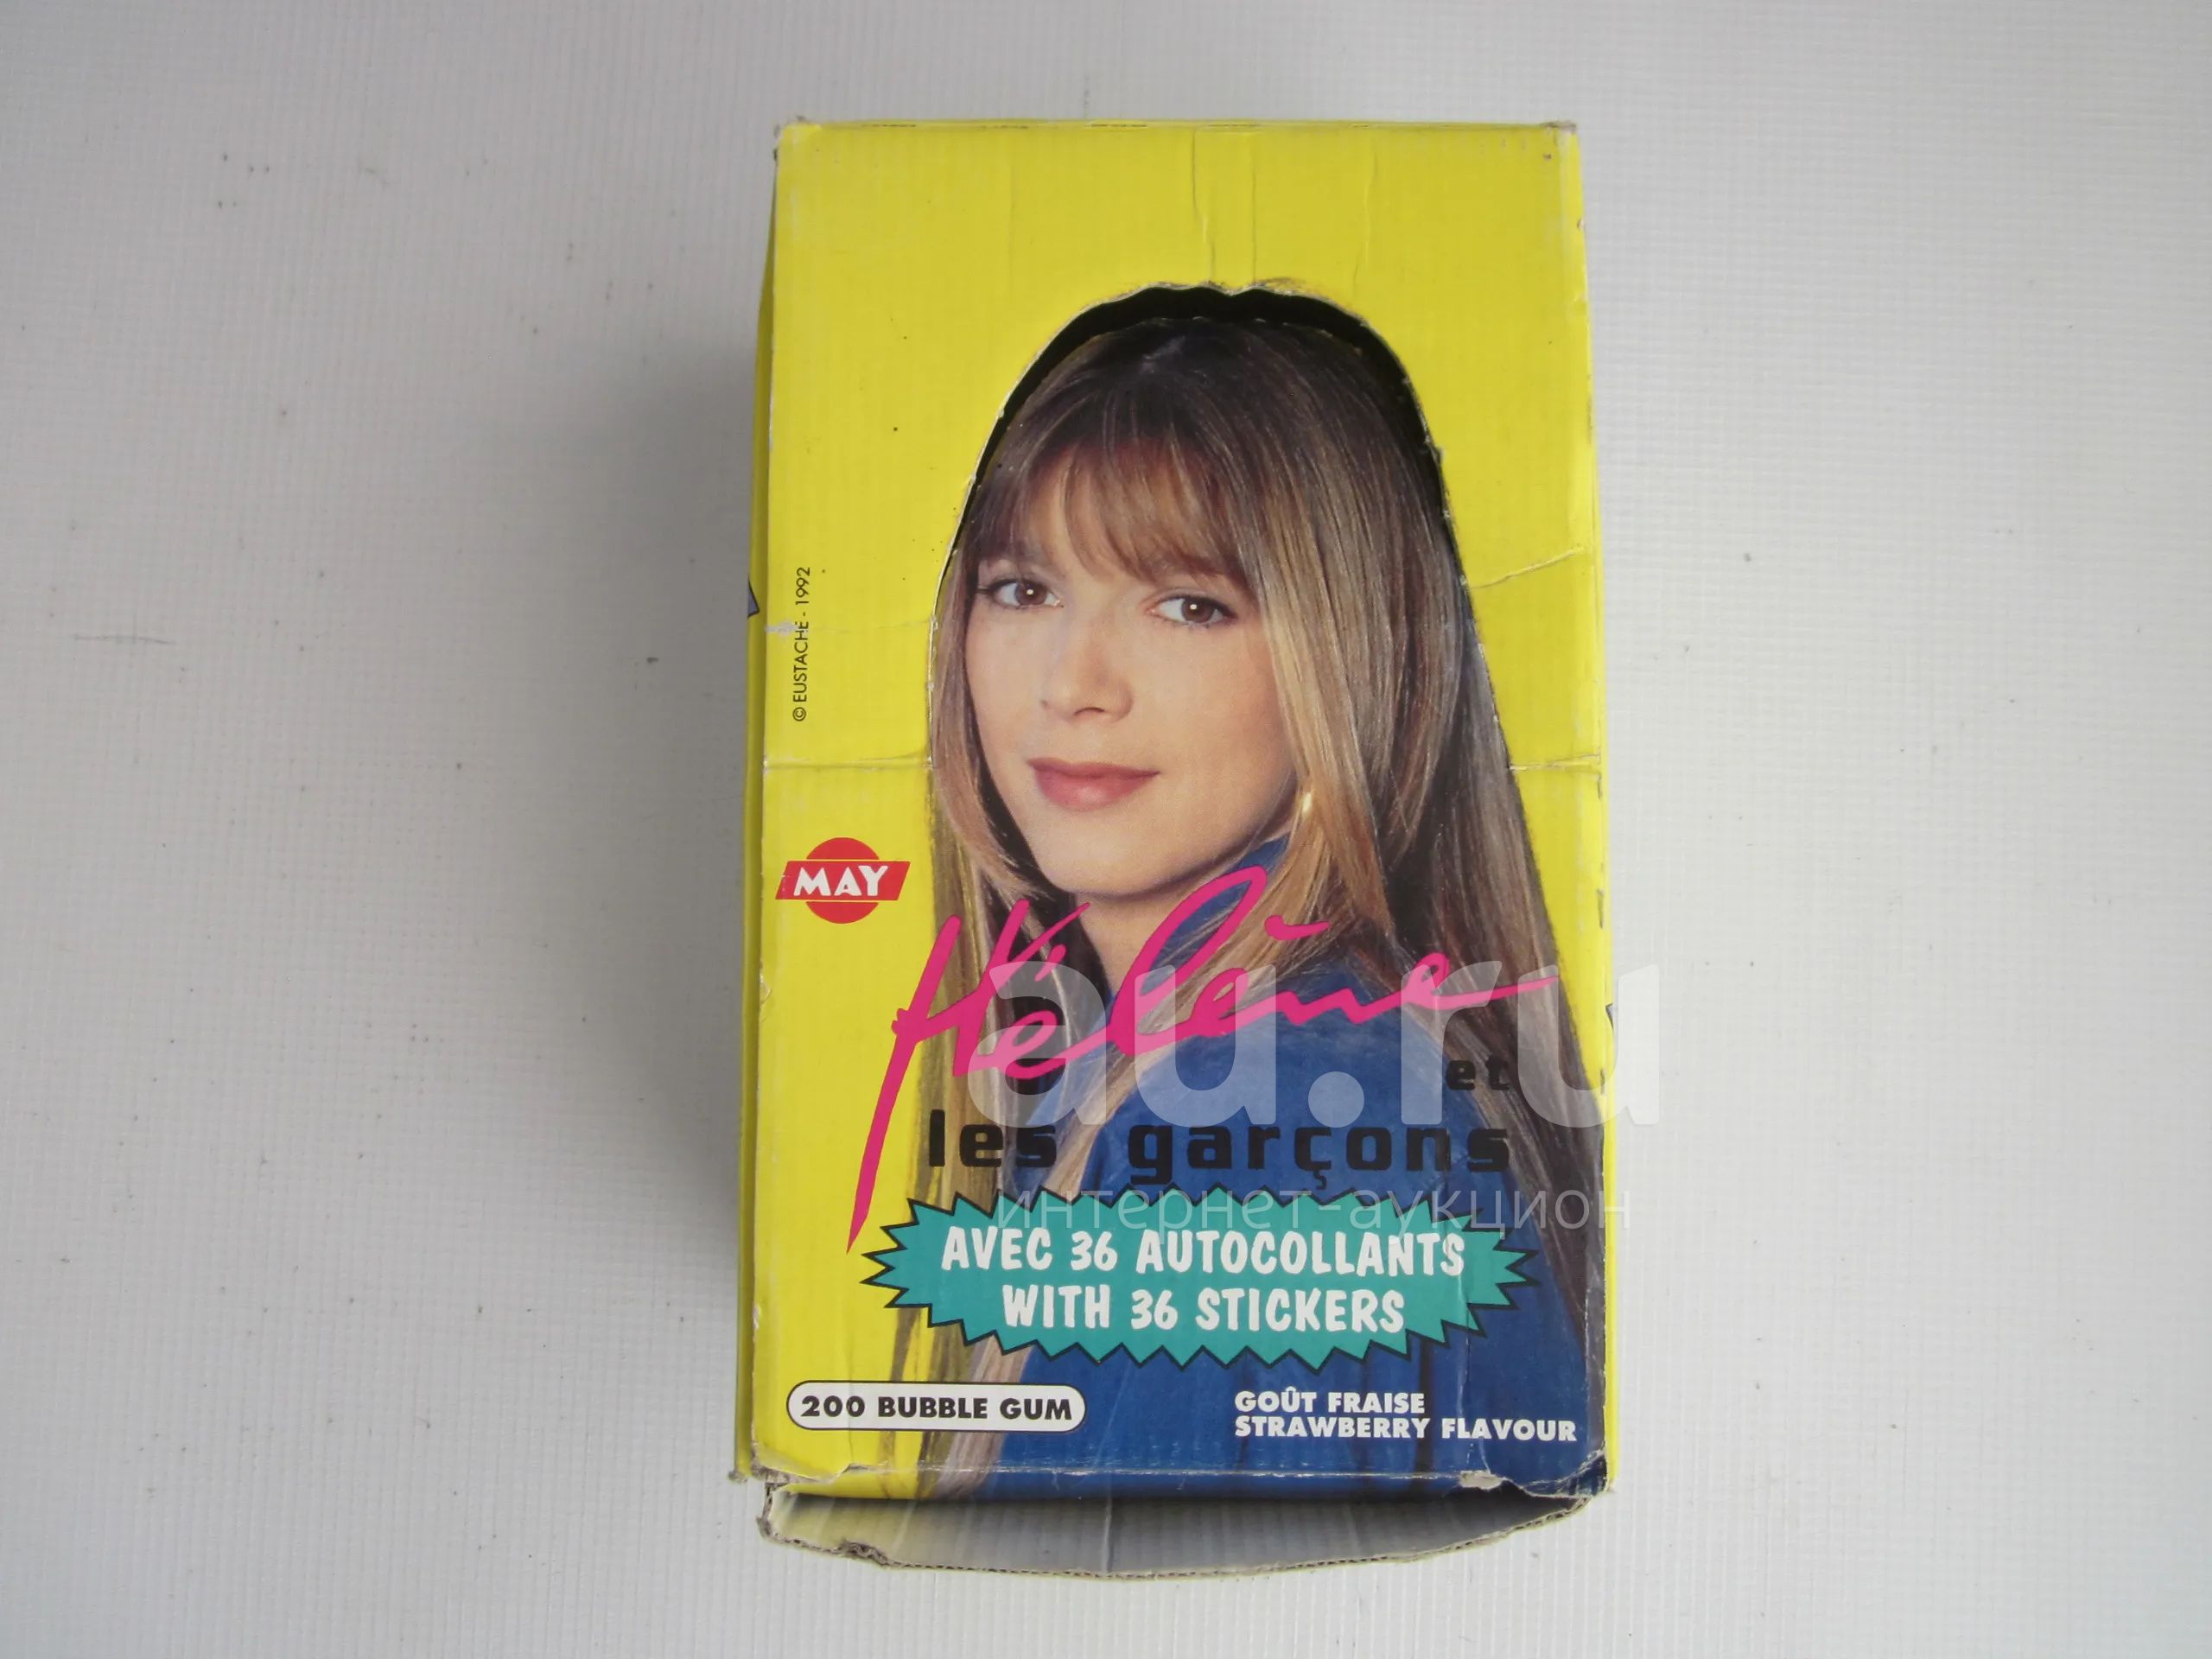 © EUSTACHE - 1992
MAY
Hélène
et
les garçons
AVEC 36 AUTOCOLLANTS
WITH 36 STICKERS
200 BUBBLE GUM
GOÛT FRAISE
STRAWBERRY FLAVOUR
au.ru
интернет-аукцион